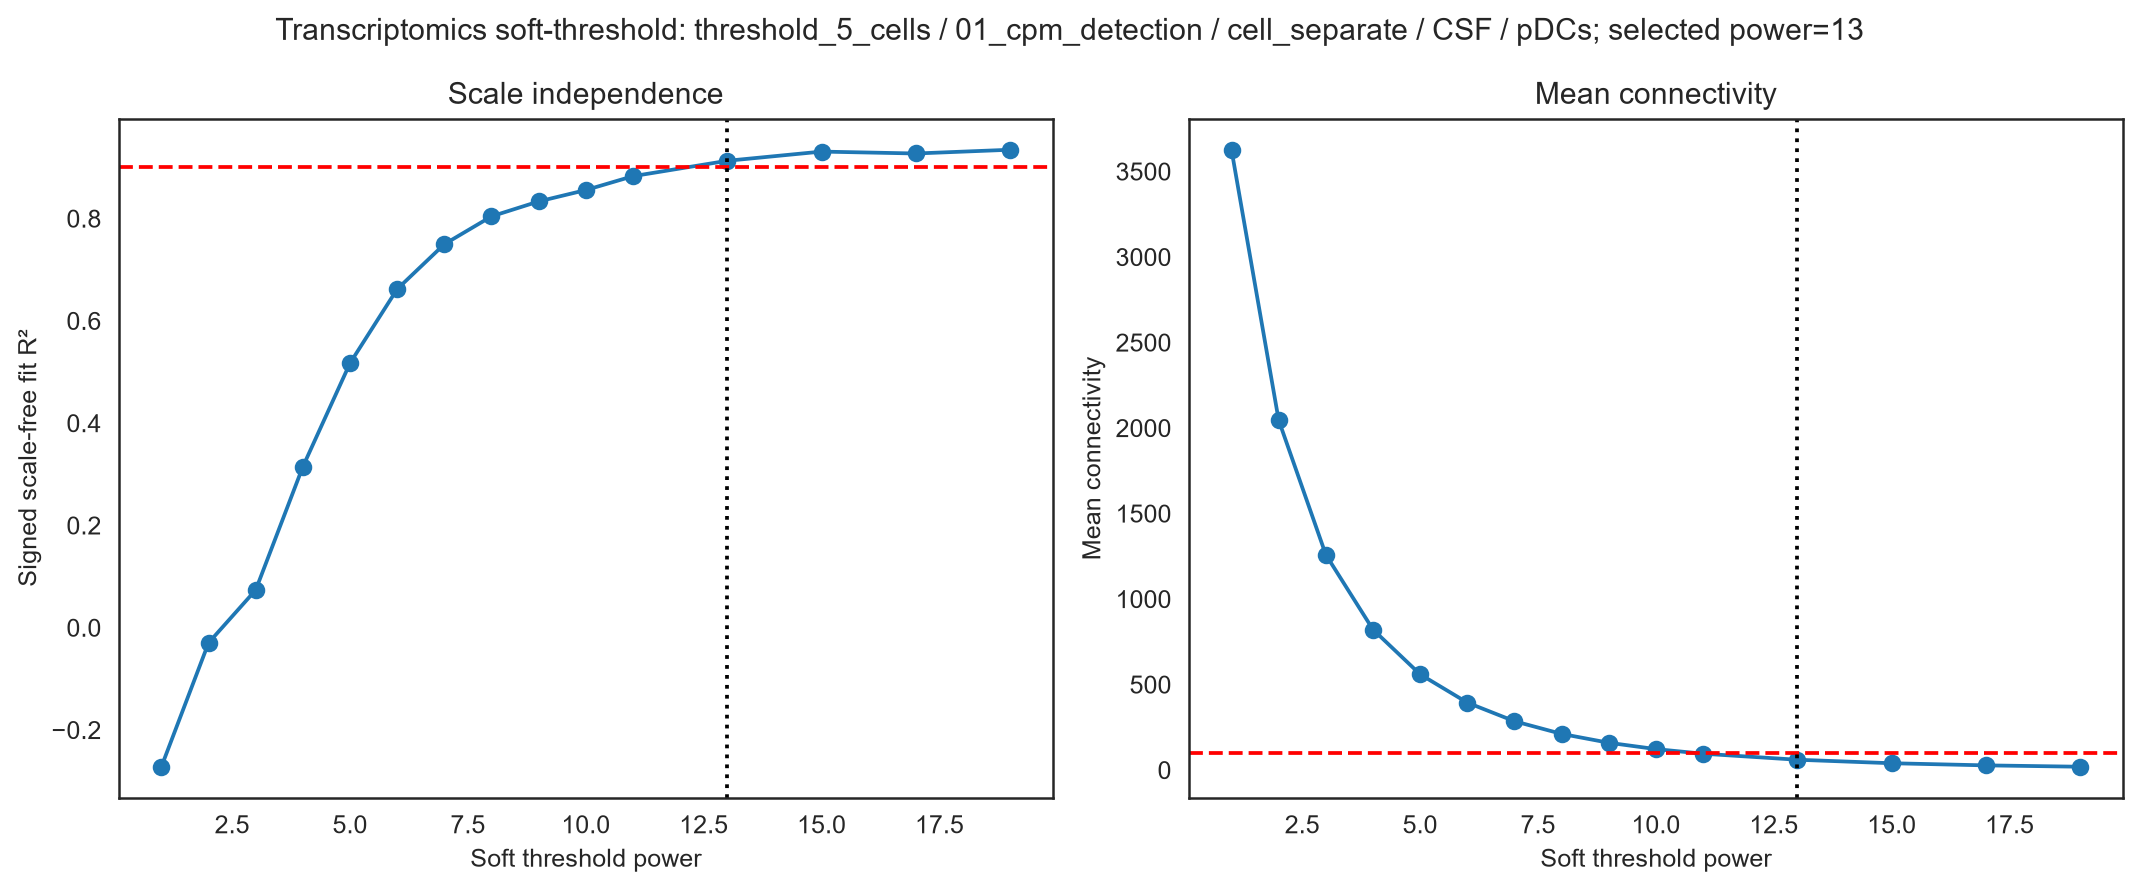 Transcriptomics soft-threshold: threshold_5_cells / 01_cpm_detection / cell_separate / CSF / pDCs; selected power=13
Scale independence
Signed scale-free fit R²
0.8
0.6
0.4
0.2
0.0
−0.2
2.5 5.0 7.5 10.0 12.5 15.0 17.5
Soft threshold power
Mean connectivity
Mean connectivity
3500
3000
2500
2000
1500
1000
500
0
2.5 5.0 7.5 10.0 12.5 15.0 17.5
Soft threshold power